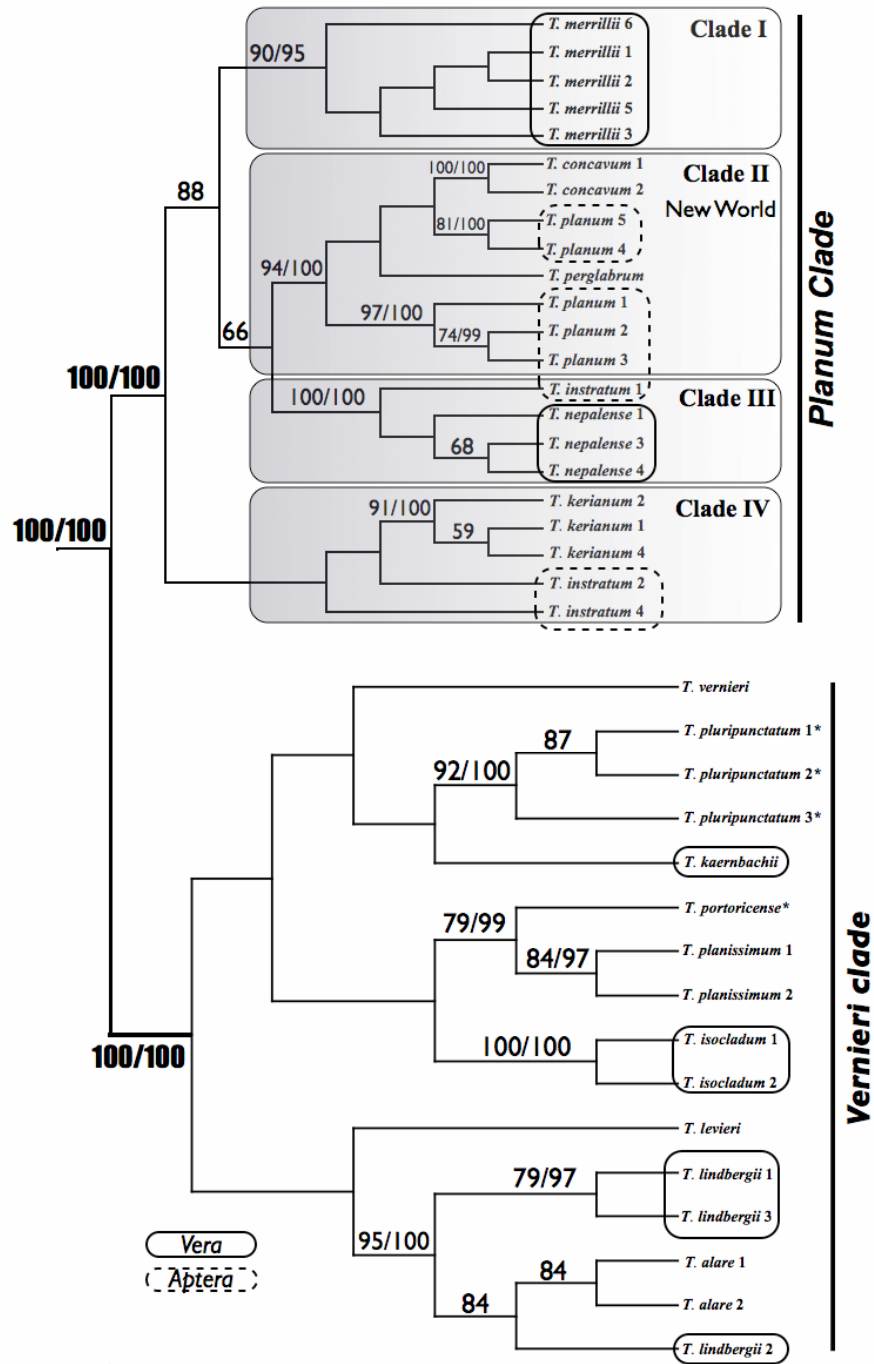 T. merrillii 6
Clade I
90/95
T. merrillii 1
T. merrillii 2
T. merrillii 5
T. merrillii 3
100/100
T. concavum 1
Clade II
88
T. concavum 2
New World
81/100
T. planum 5
T. planum 4
94/100
T. perglabrum
97/100
T. planum 1
66
74/99
T. planum 2
T. planum 3
100/100
100/100
T. instratum 1
Clade III
T. nepalense 1
68
T. nepalense 3
T. nepalense 4
91/100
T. kerianum 2
Clade IV
100/100
59
T. kerianum 1
T. kerianum 4
T. instratum 2
T. instratum 4
Planum Clade
T. vernieri
87
T. pluripunctatum 1*
92/100
T. pluripunctatum 2*
T. pluripunctatum 3*
T. kaernbachii
79/99
T. portoricense*
84/97
T. planissimum 1
T. planissimum 2
100/100
100/100
T. isocladum 1
T. isocladum 2
T. levieri
79/97
T. lindbergii 1
T. lindbergii 3
95/100
84
T. alare 1
84
T. alare 2
T. lindbergii 2
Vernieri clade
Vera
Aptera